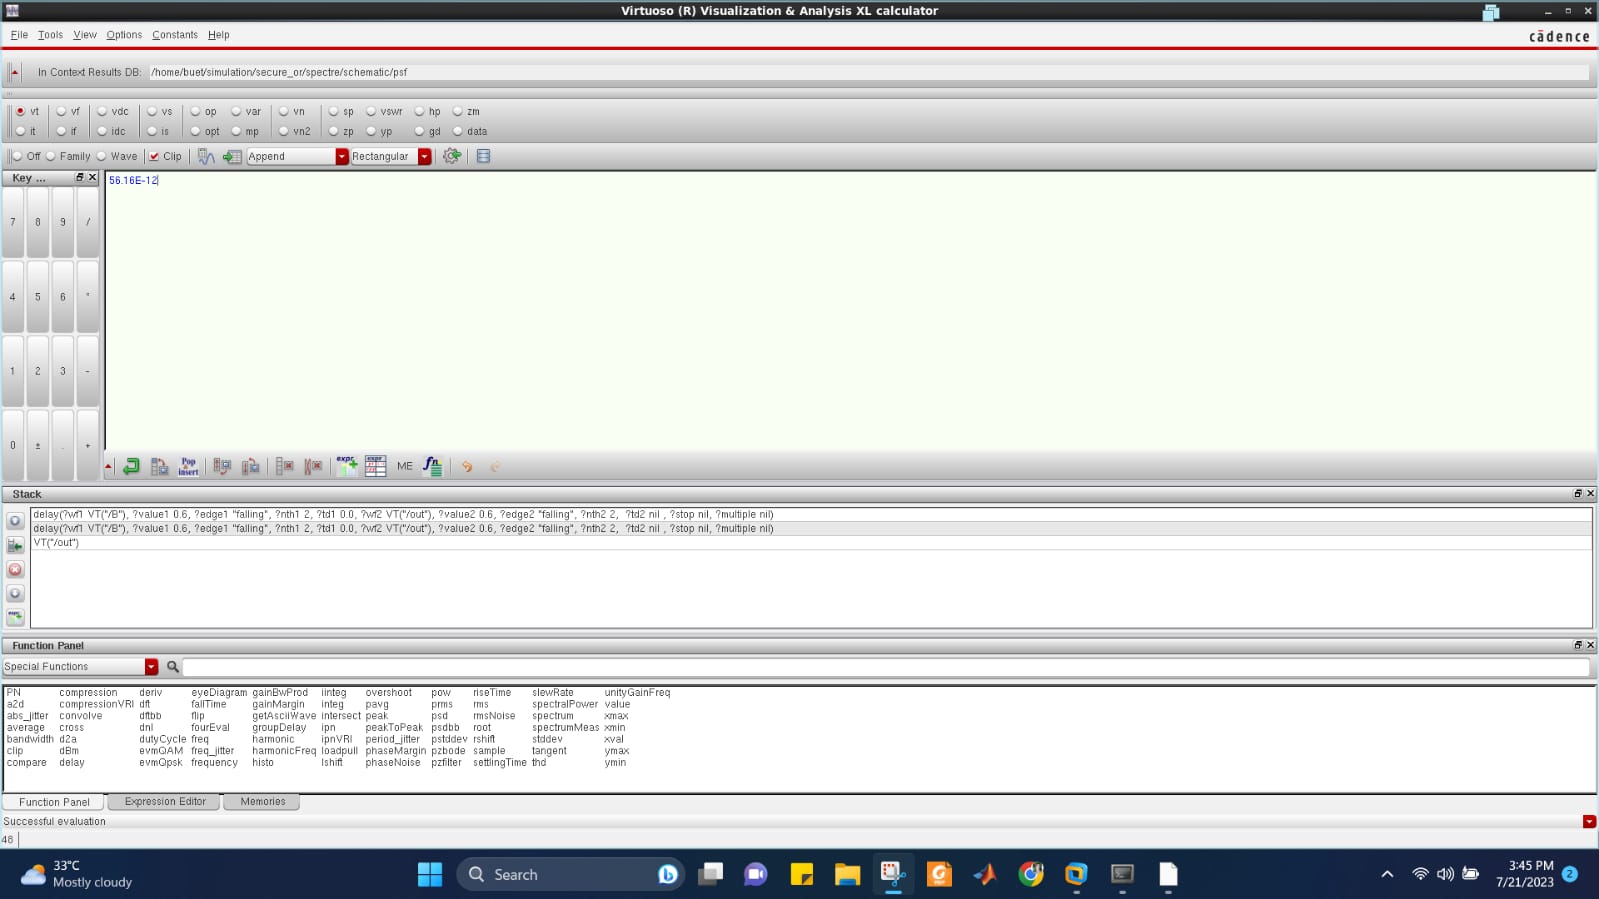 Virtuoso (R) Visualization & Analysis XL calculator
File Tools View Options Constants Help
cādence
In Context Results DB: /home/buet/simulation/secure_or/spectre/schematic/psf
vt vf vdc vs op var vn sp vswr hp zm
it if idc is opt mp vn2 zp yp gd data
Off Family Wave Clip Append Rectangular
Key ...
56.16E-12
7 8 9 /
4 5 6 *
1 2 3 -
0 ± . +
Pop insert expr expr ME fn
Stack
delay(?wf1 VT("/B"), ?value1 0.6, ?edge1 "falling", ?nth1 2, ?td1 0.0, ?wf2 VT("/out"), ?value2 0.6, ?edge2 "falling", ?nth2 2, ?td2 nil , ?stop nil, ?multiple nil)
delay(?wf1 VT("/B"), ?value1 0.6, ?edge1 "falling", ?nth1 2, ?td1 0.0, ?wf2 VT("/out"), ?value2 0.6, ?edge2 "falling", ?nth2 2, ?td2 nil , ?stop nil, ?multiple nil)
VT("/out")
expr
Function Panel
Special Functions
PN compression deriv eyeDiagram gainBwProd iinteg overshoot pow riseTime slewRate unityGainFreq
a2d compressionVRI dft fallTime gainMargin integ pavg prms rms spectralPower value
abs_jitter convolve dftbb flip getAsciiWave intersect peak psd rmsNoise spectrum xmax
average cross dnl fourEval groupDelay ipn peakToPeak psdbb root spectrumMeas xmin
bandwidth d2a dutyCycle freq harmonic ipnVRI period_jitter pstddev rshift stddev xval
clip dBm evmQAM freq_jitter harmonicFreq loadpull phaseMargin pzbode sample tangent ymax
compare delay evmQpsk frequency histo lshift phaseNoise pzfilter settlingTime thd ymin
Function Panel Expression Editor Memories
Successful evaluation
48
33°C
Mostly cloudy
Search
3:45 PM
7/21/2023
2